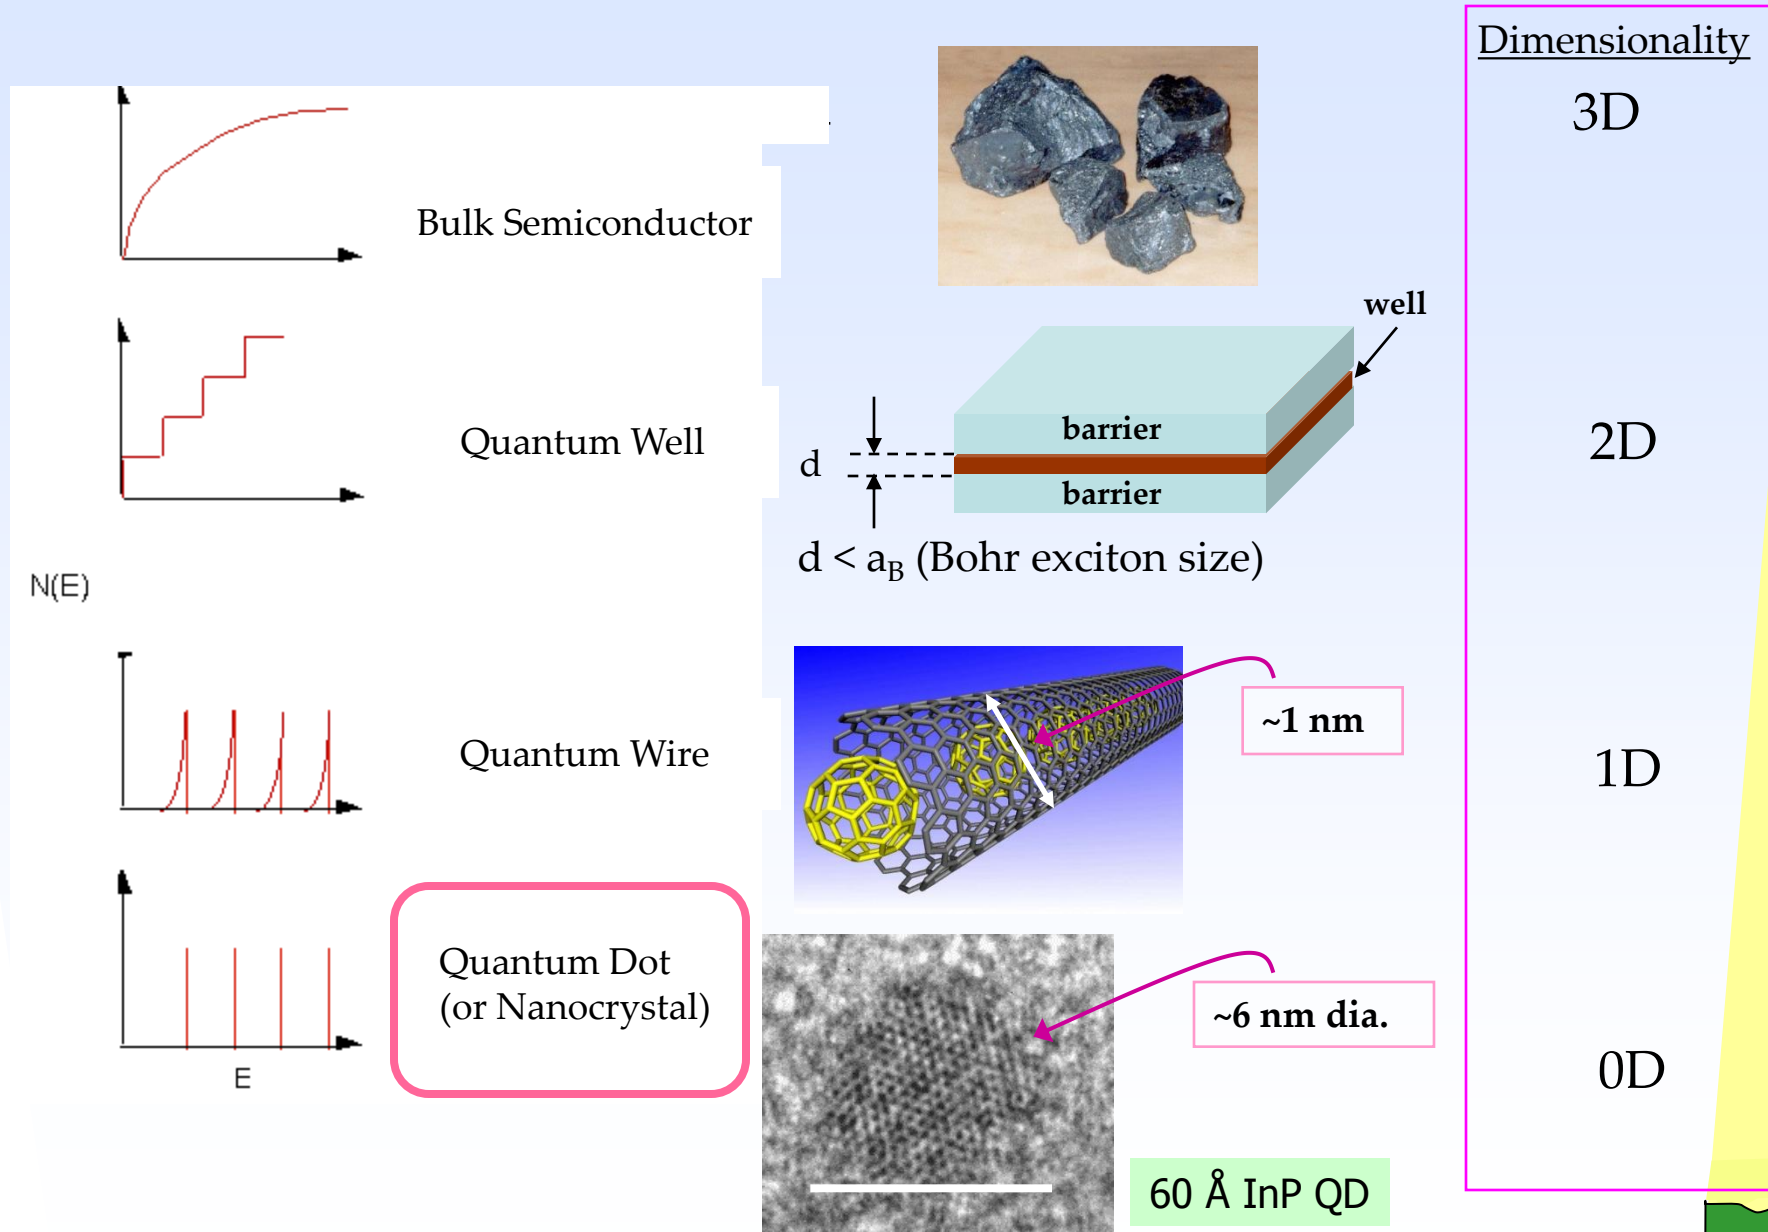 Dimensionality
3D
Bulk Semiconductor
well
barrier
Quantum Well
2D
d
barrier
d < a_B (Bohr exciton size)
N(E)
~1 nm
Quantum Wire
1D
Quantum Dot
(or Nanocrystal)
~6 nm dia.
0D
E
60 Å InP QD